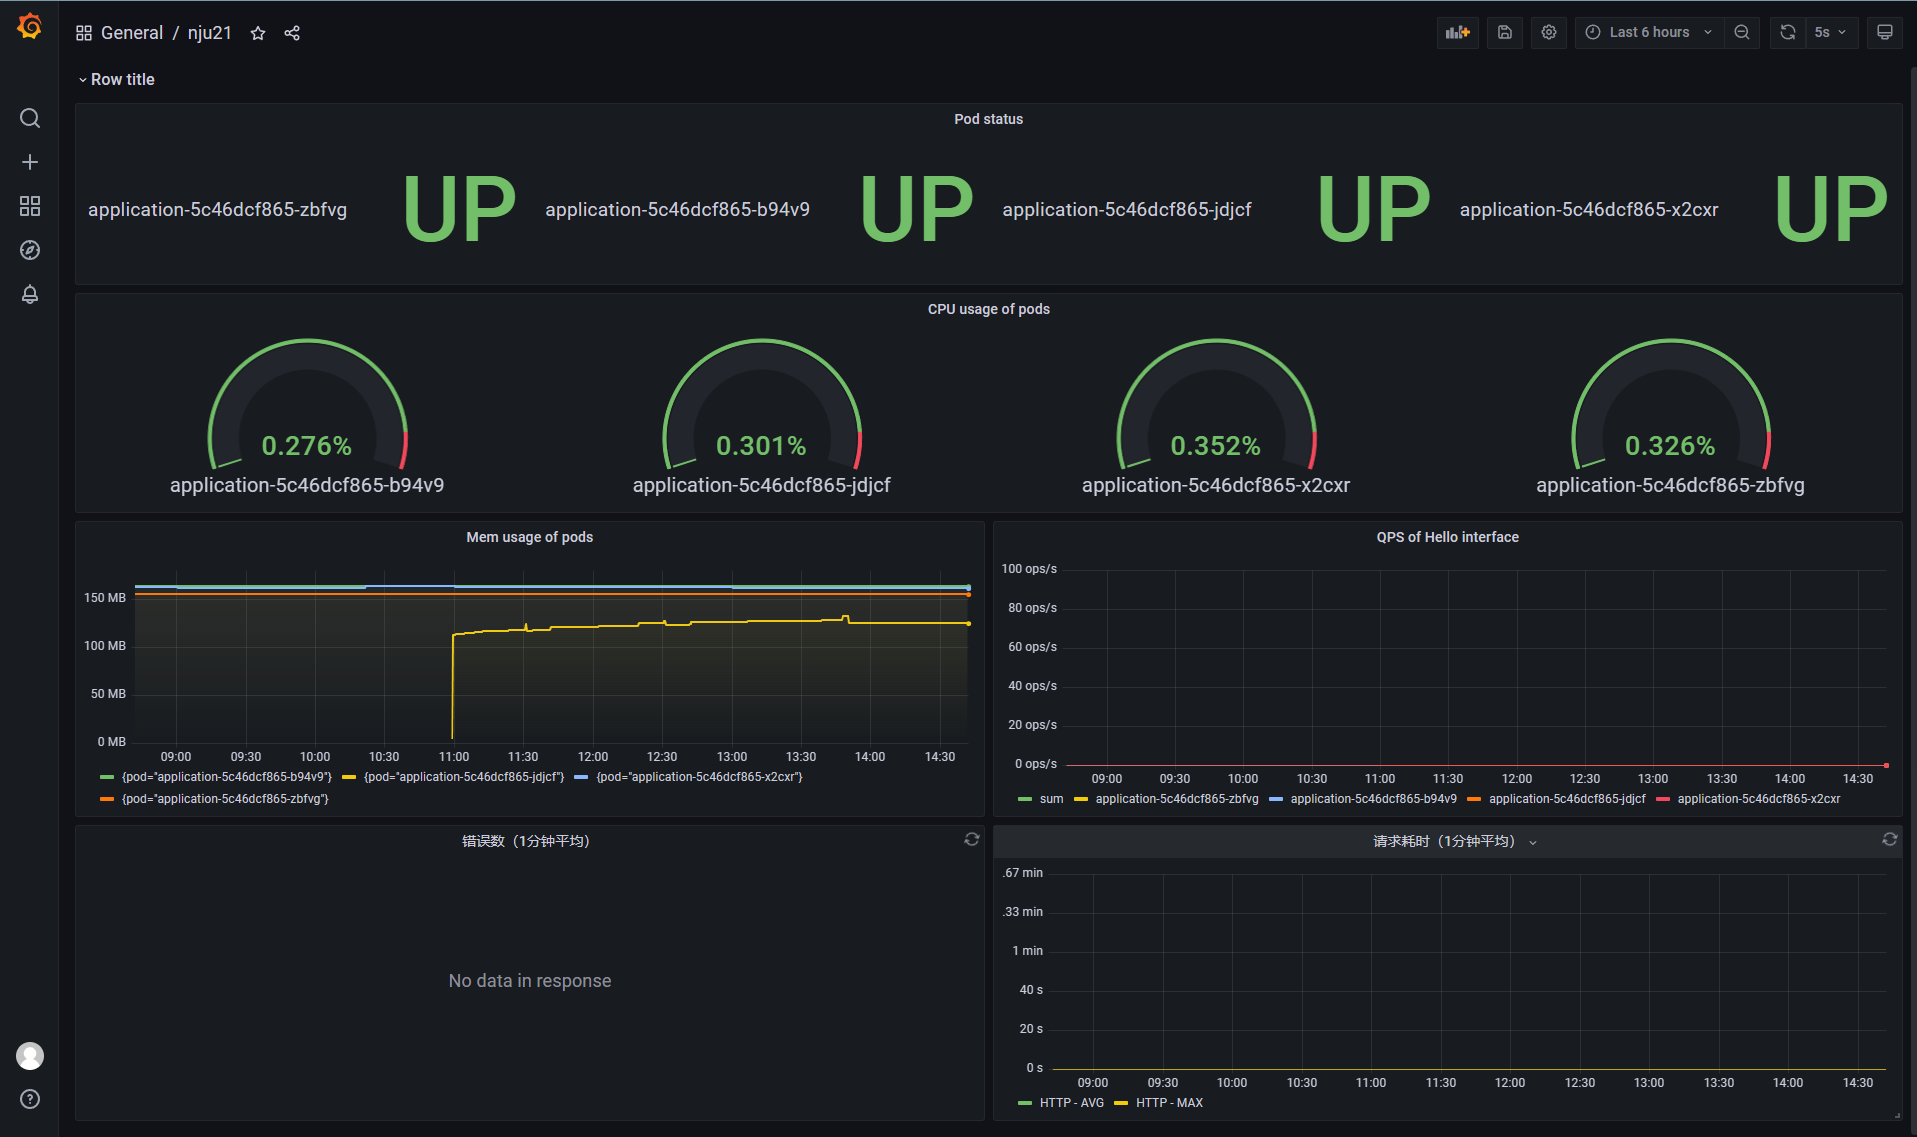 General / nju21
Last 6 hours
5s
Row title
Pod status
application-5c46dcf865-zbfvg UP application-5c46dcf865-b94v9 UP application-5c46dcf865-jdjcf UP application-5c46dcf865-x2cxr UP
CPU usage of pods
0.276% 0.301% 0.352% 0.326%
application-5c46dcf865-b94v9 application-5c46dcf865-jdjcf application-5c46dcf865-x2cxr application-5c46dcf865-zbfvg
Mem usage of pods
150 MB
100 MB
50 MB
0 MB
09:00 09:30 10:00 10:30 11:00 11:30 12:00 12:30 13:00 13:30 14:00 14:30
{pod="application-5c46dcf865-b94v9"} {pod="application-5c46dcf865-jdjcf"} {pod="application-5c46dcf865-x2cxr"}
{pod="application-5c46dcf865-zbfvg"}
QPS of Hello interface
100 ops/s
80 ops/s
60 ops/s
40 ops/s
20 ops/s
0 ops/s
09:00 09:30 10:00 10:30 11:00 11:30 12:00 12:30 13:00 13:30 14:00 14:30
sum application-5c46dcf865-zbfvg application-5c46dcf865-b94v9 application-5c46dcf865-jdjcf application-5c46dcf865-x2cxr
错误数（1分钟平均）
No data in response
请求耗时（1分钟平均）
.67 min
.33 min
1 min
40 s
20 s
0 s
09:00 09:30 10:00 10:30 11:00 11:30 12:00 12:30 13:00 13:30 14:00 14:30
HTTP - AVG HTTP - MAX